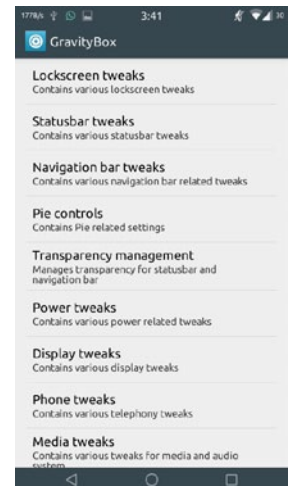 3:41
30
GravityBox
Lockscreen tweaks
Contains various lockscreen tweaks
Statusbar tweaks
Contains various statusbar tweaks
Navigation bar tweaks
Contains various navigation bar related tweaks
Pie controls
Contains Pie related settings
Transparency management
Manages transparency for statusbar and
navigation bar
Power tweaks
Contains various power related tweaks
Display tweaks
Contains various display tweaks
Phone tweaks
Contains various telephony tweaks
Media tweaks
Contains various tweaks for media and audio
system